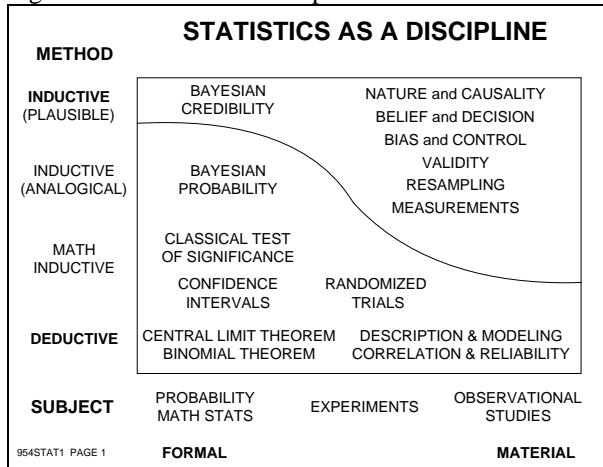 STATISTICS AS A DISCIPLINE
METHOD
INDUCTIVE
(PLAUSIBLE)
BAYESIAN
CREDIBILITY
NATURE and CAUSALITY
BELIEF and DECISION
BIAS and CONTROL
VALIDITY
RESAMPLING
MEASUREMENTS
INDUCTIVE
(ANALOGICAL)
BAYESIAN
PROBABILITY
MATH
INDUCTIVE
CLASSICAL TEST
OF SIGNIFICANCE
CONFIDENCE
INTERVALS
RANDOMIZED
TRIALS
DEDUCTIVE
CENTRAL LIMIT THEOREM
BINOMIAL THEOREM
DESCRIPTION & MODELING
CORRELATION & RELIABILITY
SUBJECT
PROBABILITY
MATH STATS
EXPERIMENTS
OBSERVATIONAL
STUDIES
954STAT1 PAGE 1
FORMAL
MATERIAL